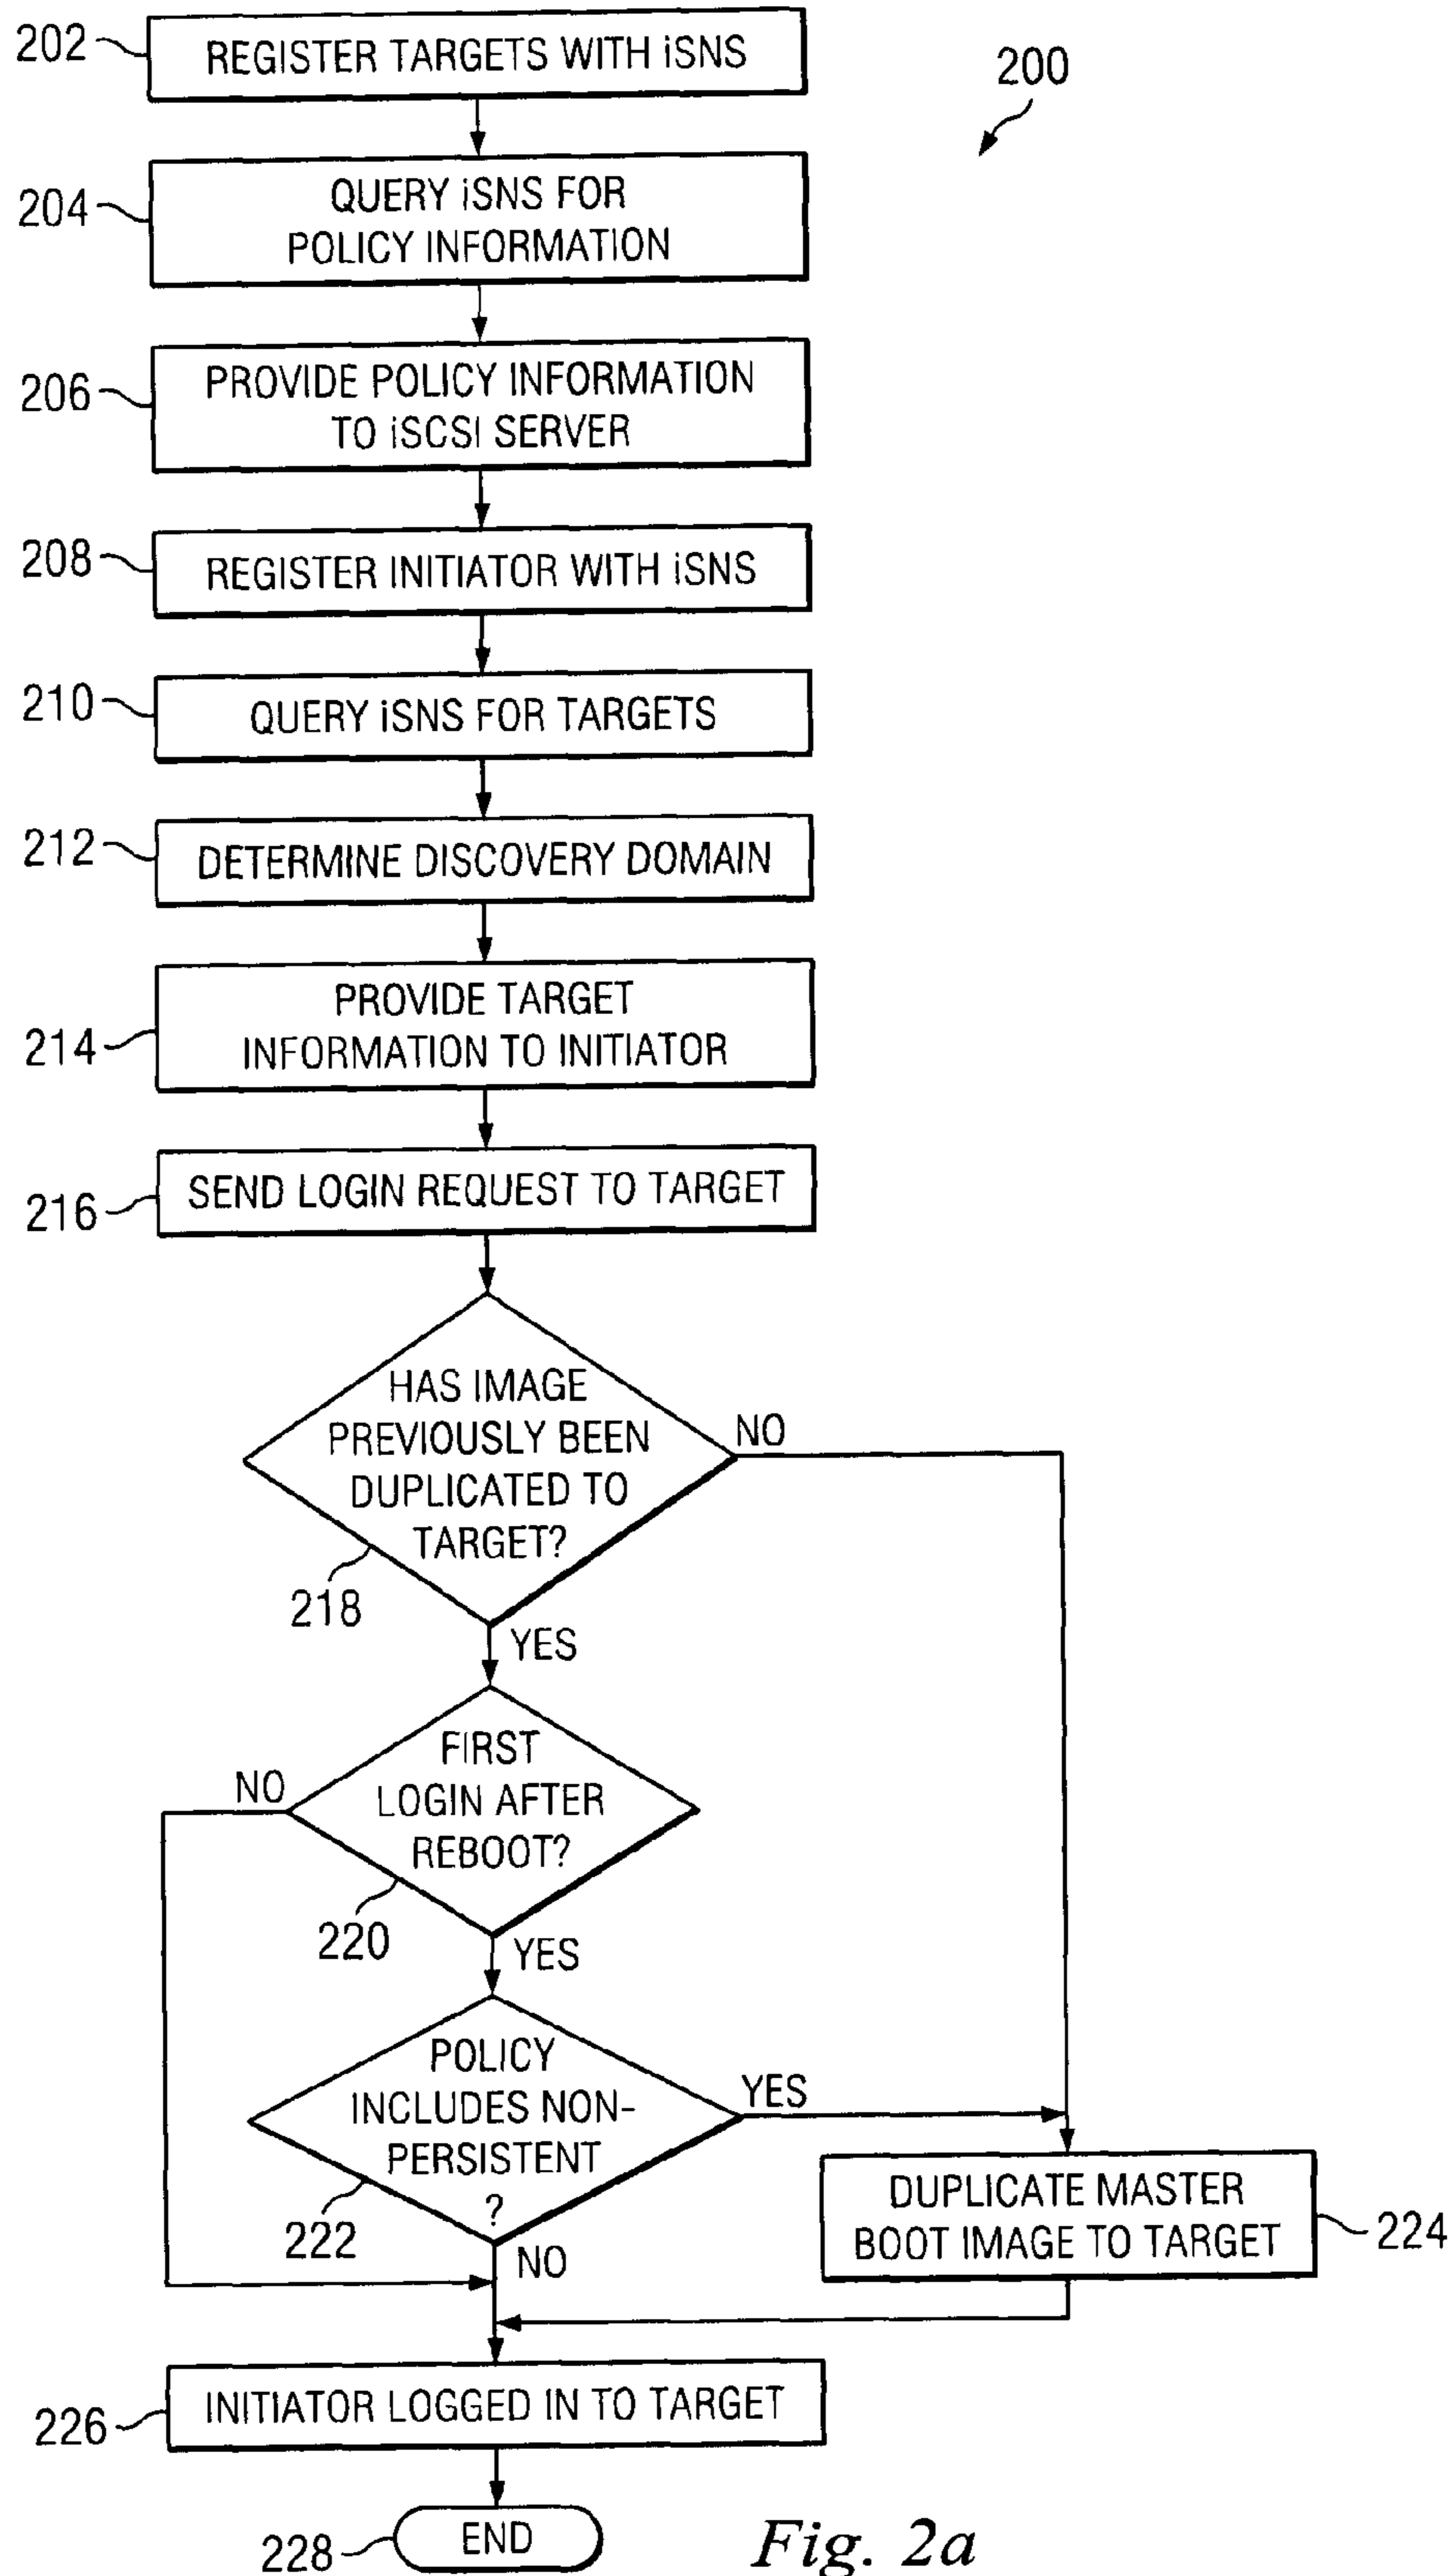 202
REGISTER TARGETS WITH iSNS
200
204
QUERY iSNS FOR
POLICY INFORMATION
206
PROVIDE POLICY INFORMATION
TO iSCSI SERVER
208
REGISTER INITIATOR WITH iSNS
210
QUERY iSNS FOR TARGETS
212
DETERMINE DISCOVERY DOMAIN
214
PROVIDE TARGET
INFORMATION TO INITIATOR
216
SEND LOGIN REQUEST TO TARGET
HAS IMAGE
PREVIOUSLY BEEN
DUPLICATED TO
TARGET?
NO
218
YES
FIRST
LOGIN AFTER
REBOOT?
NO
220
YES
POLICY
INCLUDES NON-
PERSISTENT
?
YES
222
NO
DUPLICATE MASTER
BOOT IMAGE TO TARGET
224
226
INITIATOR LOGGED IN TO TARGET
228
END
Fig. 2a